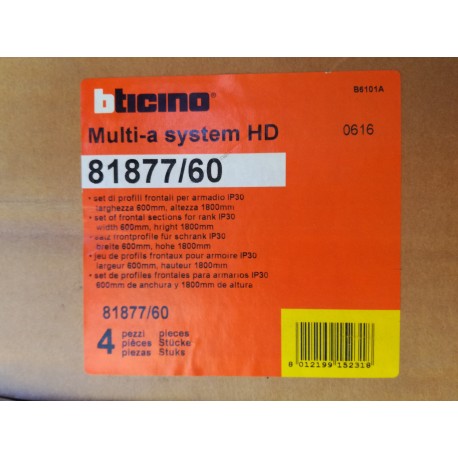 bticino
B6101A
Multi-a system HD
0616
81877/60
• set di profili frontali per armadio IP30
larghezza 600mm, altezza 1800mm
• set of frontal sections for rank IP30
width 600mm, hright 1800mm
• satz frontprofile für schrank IP30
breite 600mm, hohe 1800mm
• jeu de profils frontaux pour armoire IP30
largeur 600mm, hauteur 1800mm
• set de profiles frontales para armarios IP30
600mm de anchura y 1800mm de altura
81877/60
4 pezzi pieces
pièces Stücke
piezas Stuks
8 012199 152318